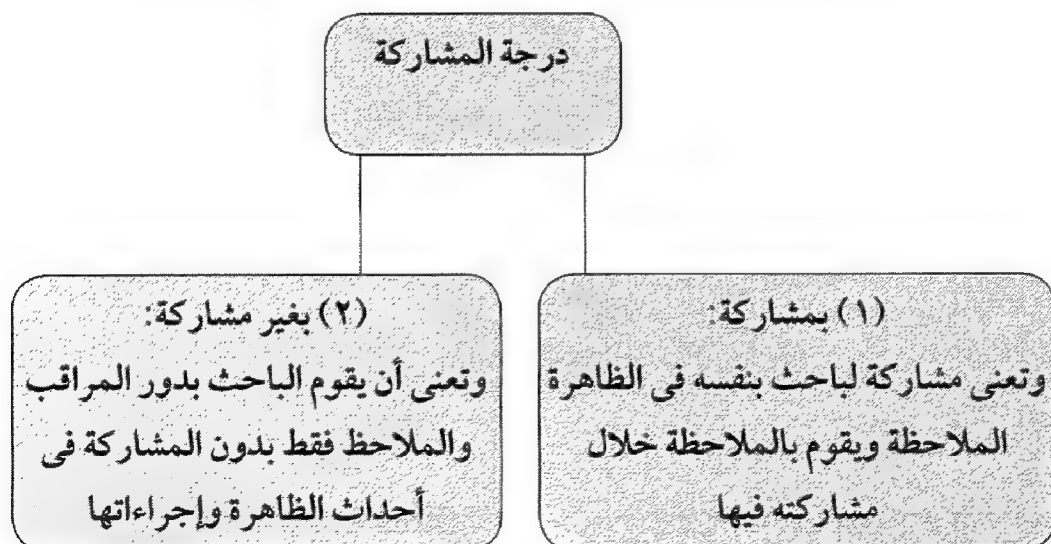 درجة المشاركة
(١) بمشاركة:
وتعنى مشاركة لباحث بنفسه فى الظاهرة
الملاحظة ويقوم بالملاحظة خلال
مشاركته فيها
(٢) بغير مشاركة:
وتعنى أن يقوم الباحث بدور المراقب
والملاحظ فقط بدون المشاركة فى
أحداث الظاهرة وإجراءاتها